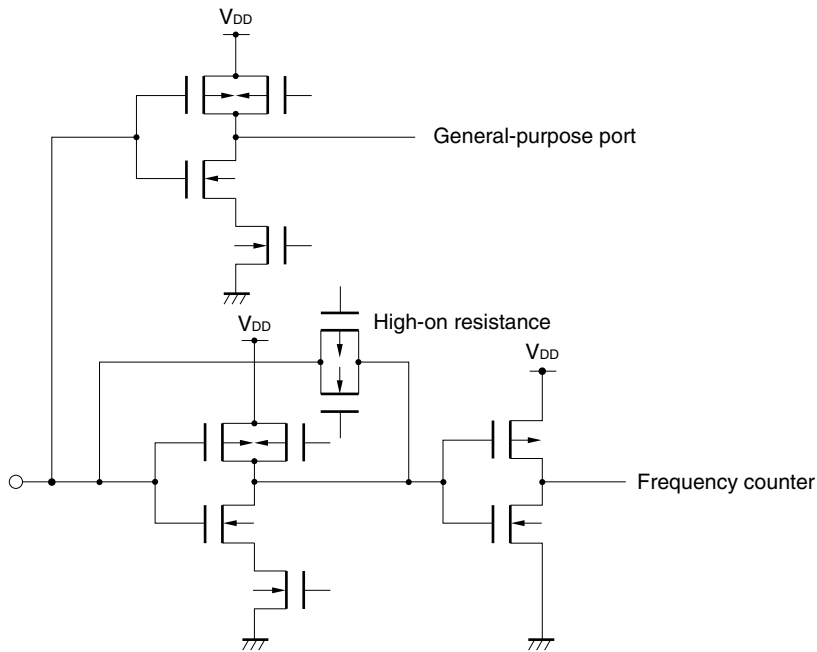 VDD
General-purpose port
High-on resistance
VDD
VDD
Frequency counter